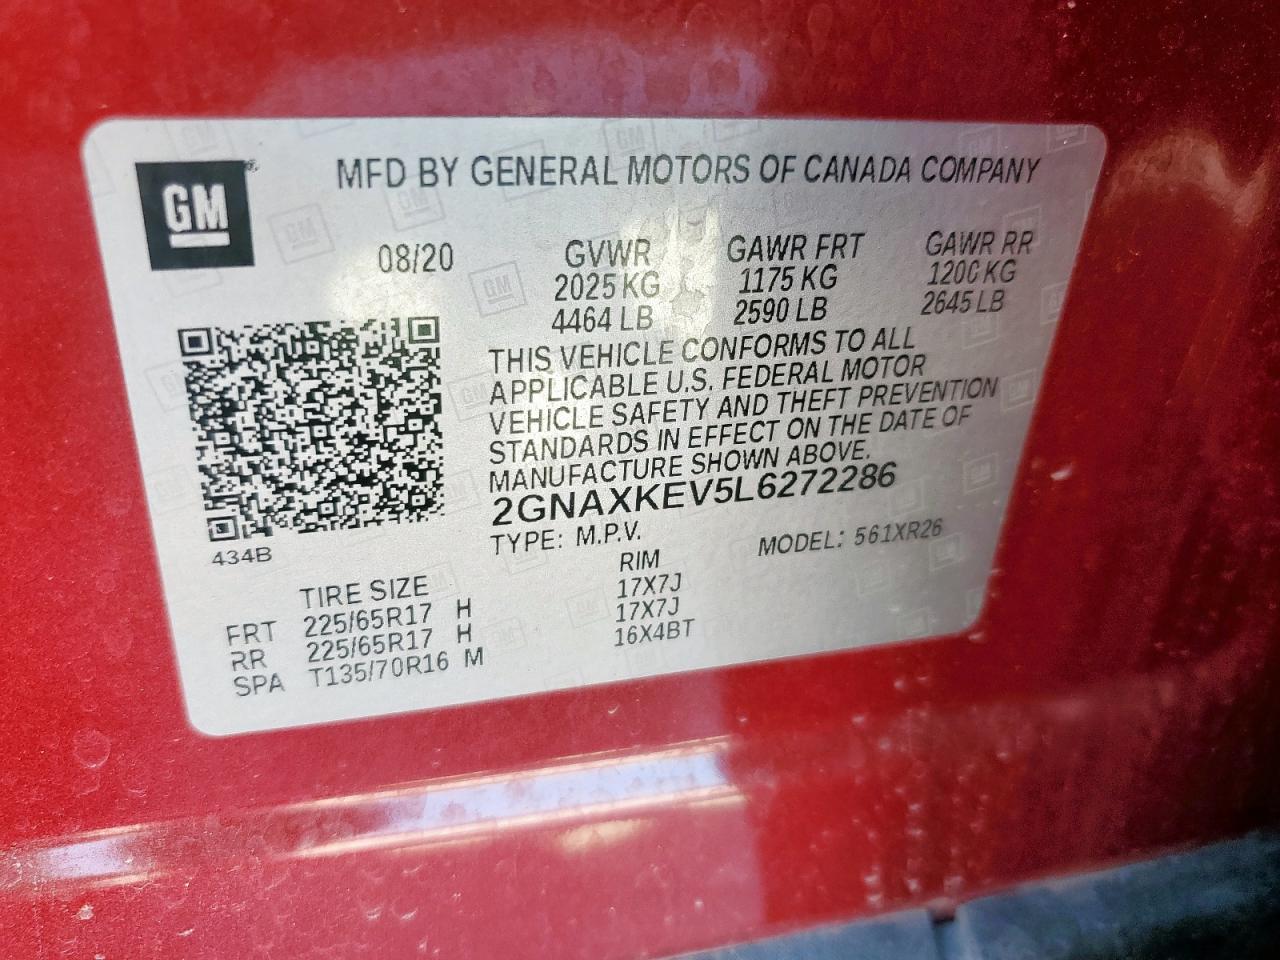 GM
MFD BY GENERAL MOTORS OF CANADA COMPANY
08/20 GVWR GAWR FRT GAWR RR
2025 KG 1175 KG 1200 KG
4464 LB 2590 LB 2645 LB
THIS VEHICLE CONFORMS TO ALL
APPLICABLE U.S. FEDERAL MOTOR
VEHICLE SAFETY AND THEFT PREVENTION
STANDARDS IN EFFECT ON THE DATE OF
MANUFACTURE SHOWN ABOVE.
2GNAXKEV5L6272286
434B
TYPE: M.P.V. MODEL: 561XR26
TIRE SIZE RIM
FRT 225/65R17 H 17X7J
RR 225/65R17 H 17X7J
SPA T135/70R16 M 16X4BT